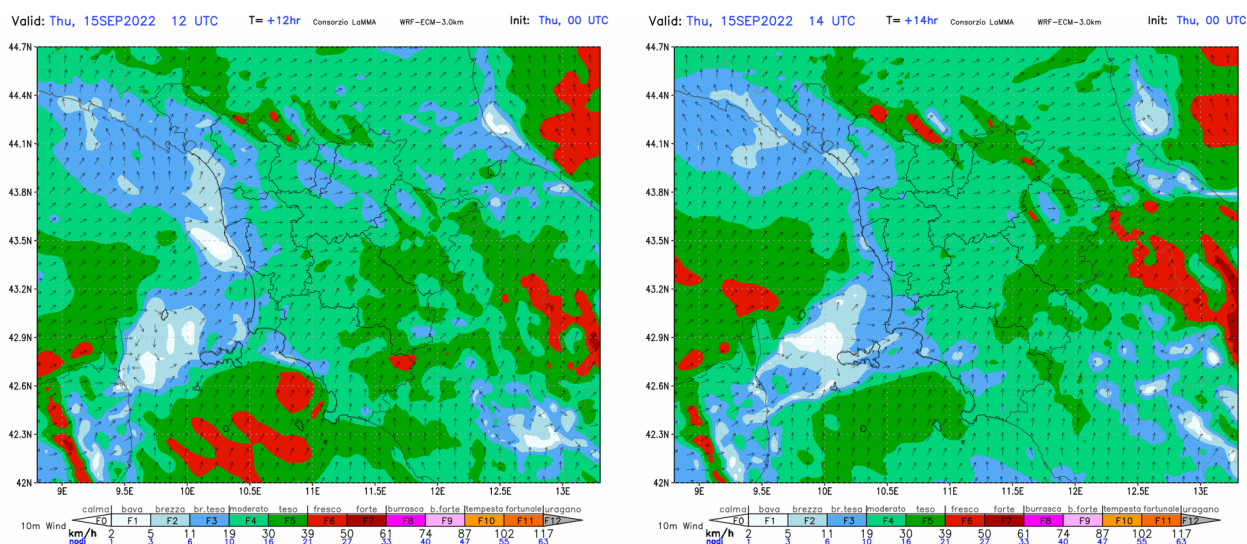 Valid: Thu, 15SEP2022 12 UTC T= +12hr Consorzio LaMMA WRF-ECM-3.0km Init: Thu, 00 UTC
44.7N
44.4N
44.1N
43.8N
43.5N
43.2N
42.9N
42.6N
42.3N
42N
9E 9.5E 10E 10.5E 11E 11.5E 12E 12.5E 13E
calma bava brezza br.tesa moderato teso fresco forte burrasca b.forte tempesta fortunale uragano
10m Wind F0 F1 F2 F3 F4 F5 F6 F7 F8 F9 F10 F11 F12
km/h 2 5 11 19 30 39 50 61 74 87 102 117
nodi 1 3 6 10 16 21 27 33 40 47 55 63
Valid: Thu, 15SEP2022 14 UTC T= +14hr Consorzio LaMMA WRF-ECM-3.0km Init: Thu, 00 UTC
44.7N
44.4N
44.1N
43.8N
43.5N
43.2N
42.9N
42.6N
42.3N
42N
9E 9.5E 10E 10.5E 11E 11.5E 12E 12.5E 13E
calma bava brezza br.tesa moderato teso fresco forte burrasca b.forte tempesta fortunale uragano
10m Wind F0 F1 F2 F3 F4 F5 F6 F7 F8 F9 F10 F11 F12
km/h 2 5 11 19 30 39 50 61 74 87 102 117
nodi 1 3 6 10 16 21 27 33 40 47 55 63